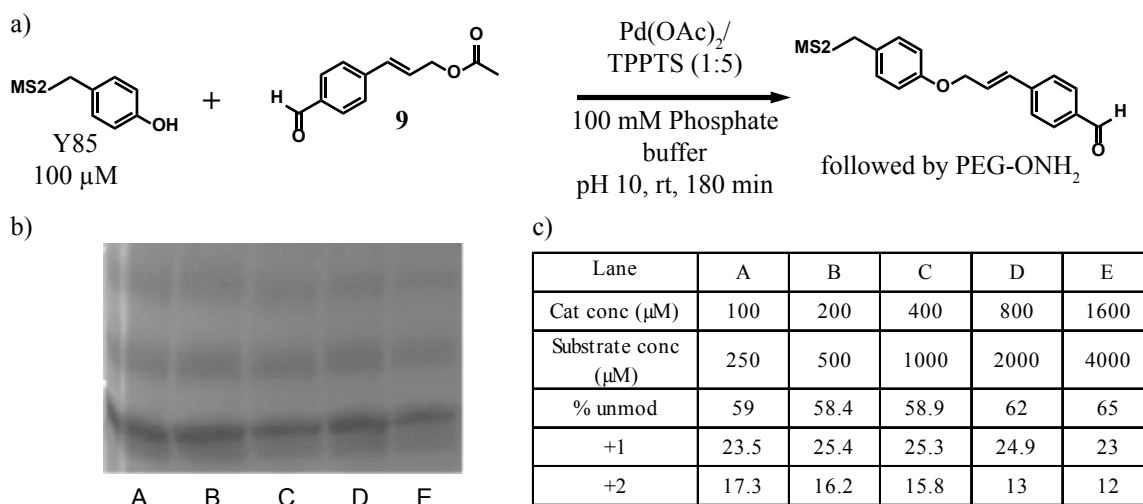 a)
MS2
Y85
100 μM
OH
+
H
O
9
O
O
Pd(OAc)2/
TPPTS (1:5)
100 mM Phosphate
buffer
pH 10, rt, 180 min
MS2
O
H
O
followed by PEG-ONH2
b)
A B C D E
c)
Lane A B C D E
Cat conc (μM) 100 200 400 800 1600
Substrate conc
(μM) 250 500 1000 2000 4000
% unmod 59 58.4 58.9 62 65
+1 23.5 25.4 25.3 24.9 23
+2 17.3 16.2 15.8 13 12